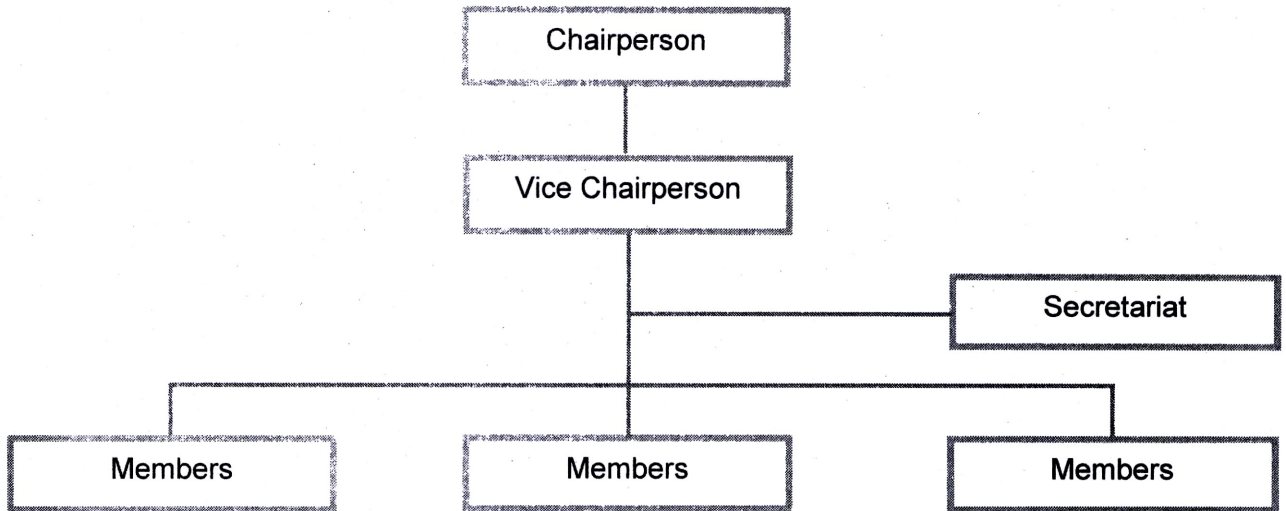 Chairperson
Vice Chairperson
Secretariat
Members
Members
Members